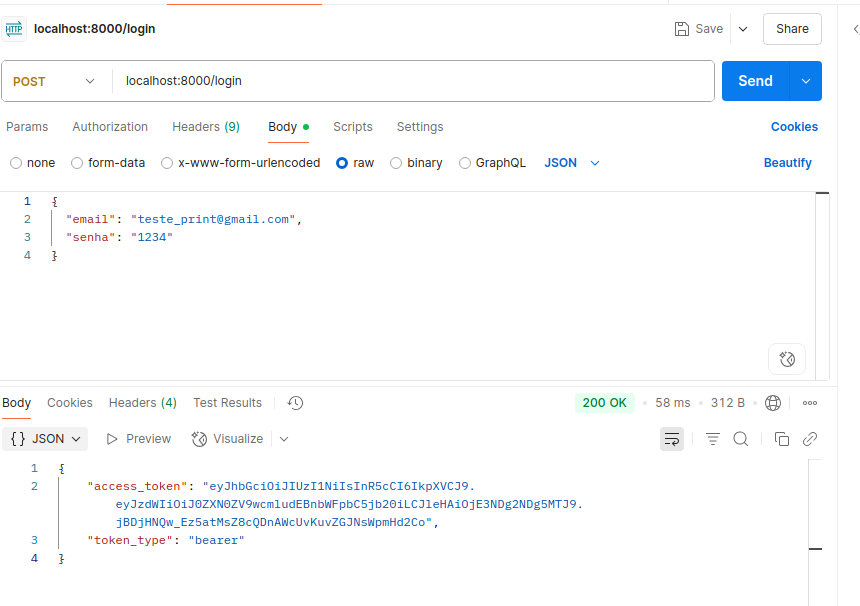 HTTP localhost:8000/login Save Share
POST localhost:8000/login Send
Params Authorization Headers (9) Body Scripts Settings Cookies
none form-data x-www-form-urlencoded raw binary GraphQL JSON Beautify
1 {
2 "email": "teste_print@gmail.com",
3 "senha": "1234"
4 }
Body Cookies Headers (4) Test Results 200 OK • 58 ms • 312 B •
{} JSON Preview Visualize
1 {
2 "access_token": "eyJhbGciOiJIUzI1NiIsInR5cCI6IkpXVCJ9.
eyJzdWIiOiJ0ZXN0ZV9wcmludEBnbWFpbC5jb20iLCJleHAiOjE3NDg2NDg5MTJ9.
jBDjHNQw_Ez5atMsZ8cQDnAWcUvKuvZGJNsWpmHd2Co",
3 "token_type": "bearer"
4 }